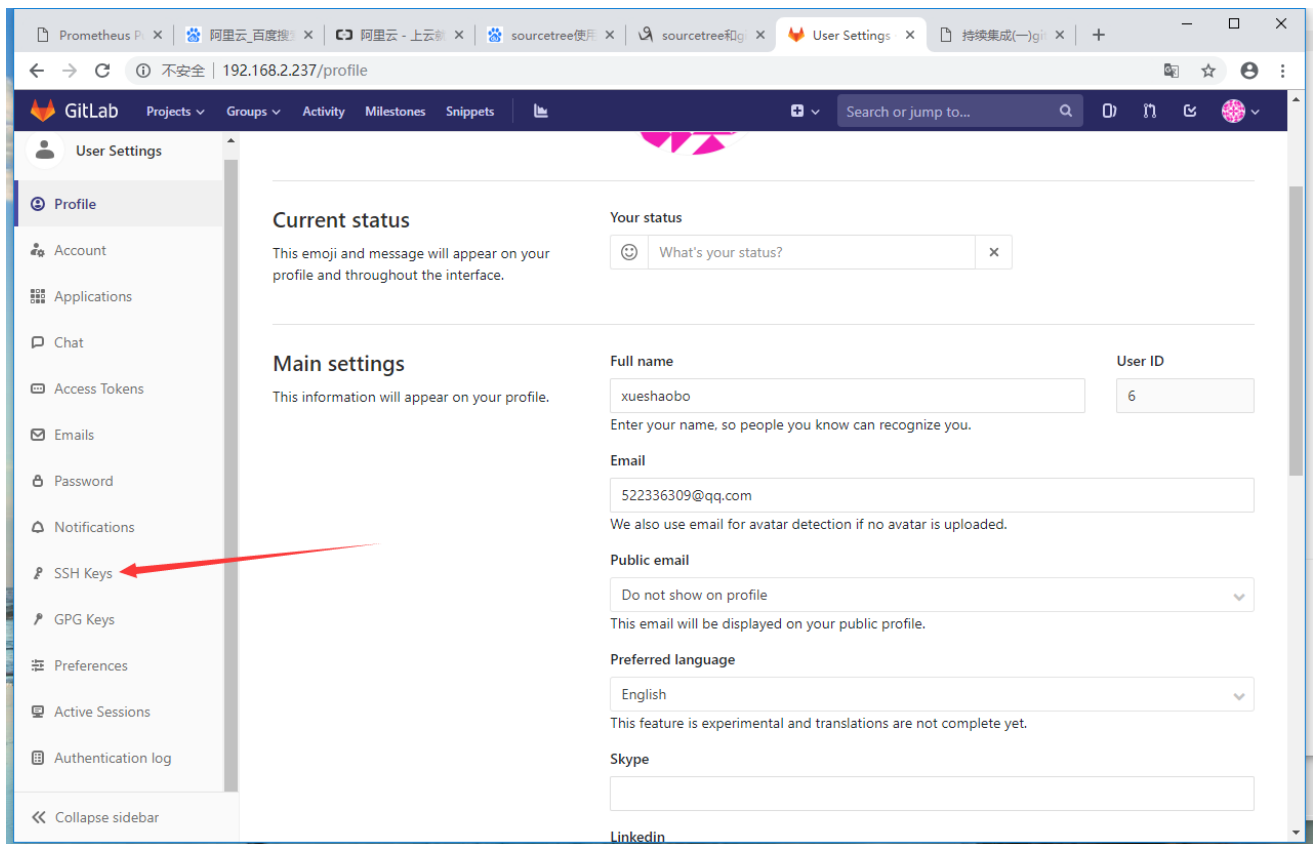 Prometheus P
阿里云_百度搜
阿里云 - 上云
sourcetree使用
sourcetree和gi
User Settings
持续集成(一)git
不安全 | 192.168.2.237/profile
GitLab Projects Groups Activity Milestones Snippets Search or jump to...
User Settings
Profile
Account
Applications
Chat
Access Tokens
Emails
Password
Notifications
SSH Keys
GPG Keys
Preferences
Active Sessions
Authentication log
Collapse sidebar
Current status
This emoji and message will appear on your
profile and throughout the interface.
Your status
What's your status?
Main settings
This information will appear on your profile.
Full name
xueshaobo
Enter your name, so people you know can recognize you.
User ID
6
Email
522336309@qq.com
We also use email for avatar detection if no avatar is uploaded.
Public email
Do not show on profile
This email will be displayed on your public profile.
Preferred language
English
This feature is experimental and translations are not complete yet.
Skype
Linkedin